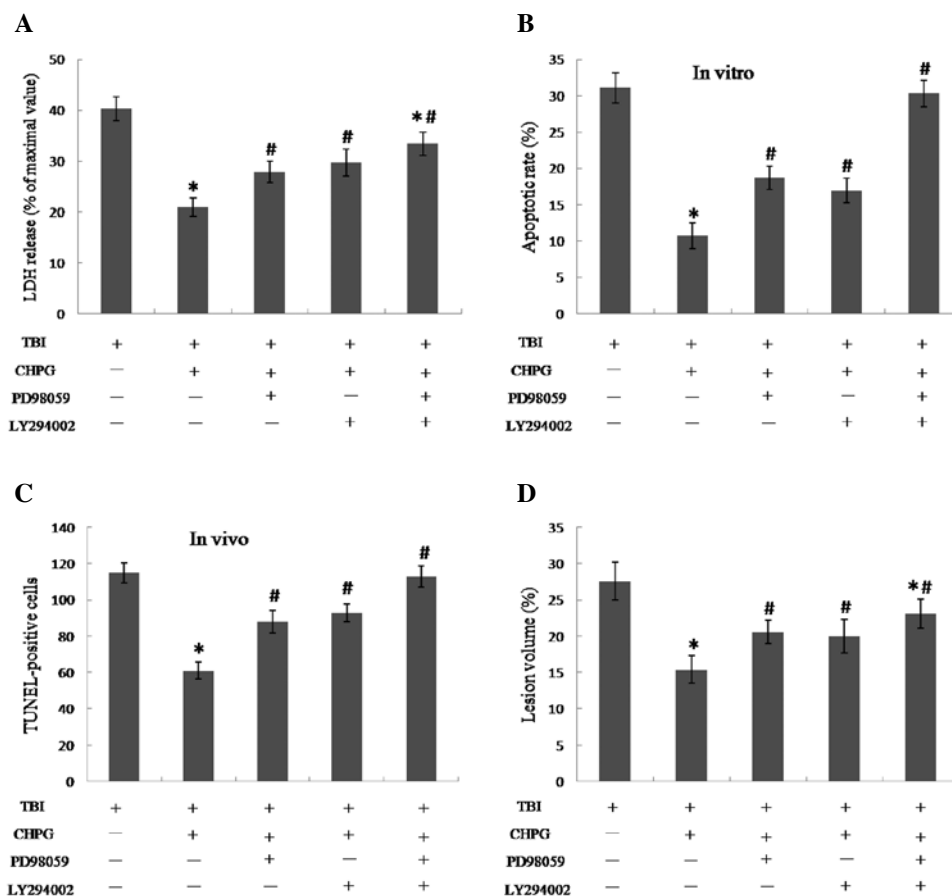 A
LDH release (% of maximal value)
50
40
30
20
10
0
*
#
#
*#
TBI + + + + +
CHPG — + + + +
PD98059 — — + — +
LY294002 — — — + +
B
Apoptotic rate (%)
In vitro
35
30
25
20
15
10
5
0
*
#
#
#
TBI + + + + +
CHPG — + + + +
PD98059 — — + — +
LY294002 — — — + +
C
TUNEL-positive cells
In vivo
140
120
100
80
60
40
20
0
*
#
#
#
TBI + + + + +
CHPG — + + + +
PD98059 — — + — +
LY294002 — — — + +
D
Lesion volume (%)
35
30
25
20
15
10
5
0
*
#
#
*#
TBI + + + + +
CHPG — + + + +
PD98059 — — + — +
LY294002 — — — + +